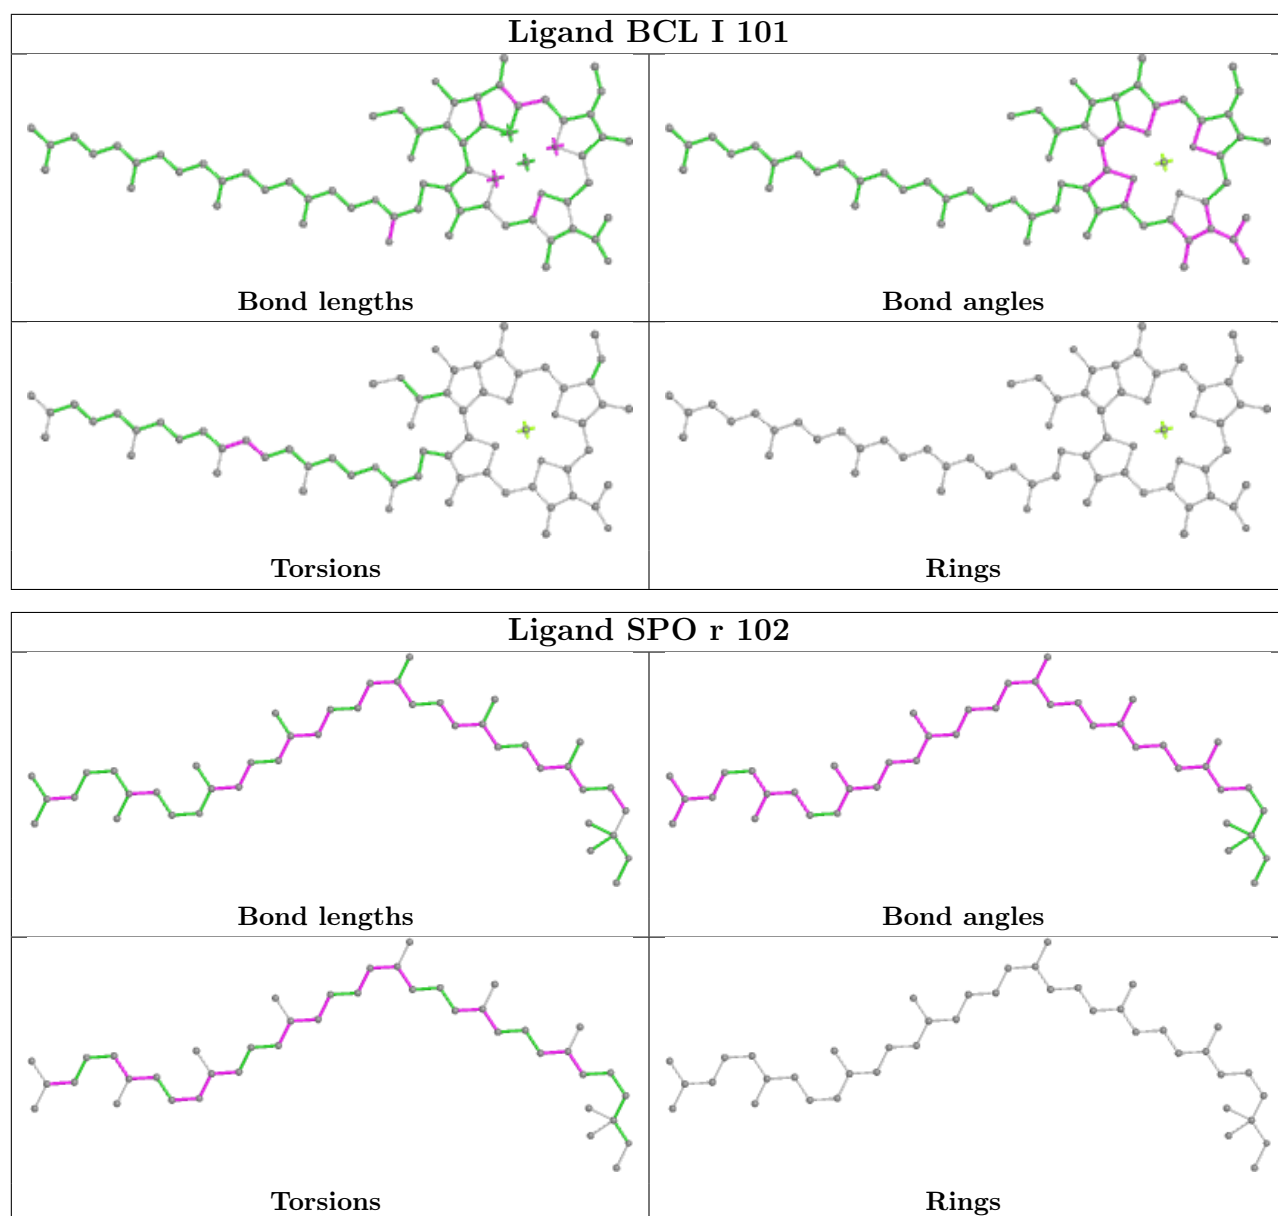 Ligand BCL I 101
Bond lengths
Bond angles
Torsions
Rings
Ligand SPO r 102
Bond lengths
Bond angles
Torsions
Rings